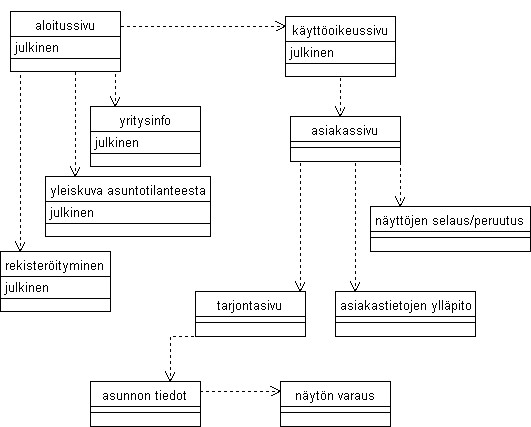 aloitussivu
julkinen
käyttöoikeussivu
julkinen
yritysinfo
julkinen
asiakassivu
yleiskuva asuntotilanteesta
julkinen
näyttöjen selaus/peruutus
rekisteröityminen
julkinen
tarjontasivu
asiakastietojen ylläpito
asunnon tiedot
näytön varaus